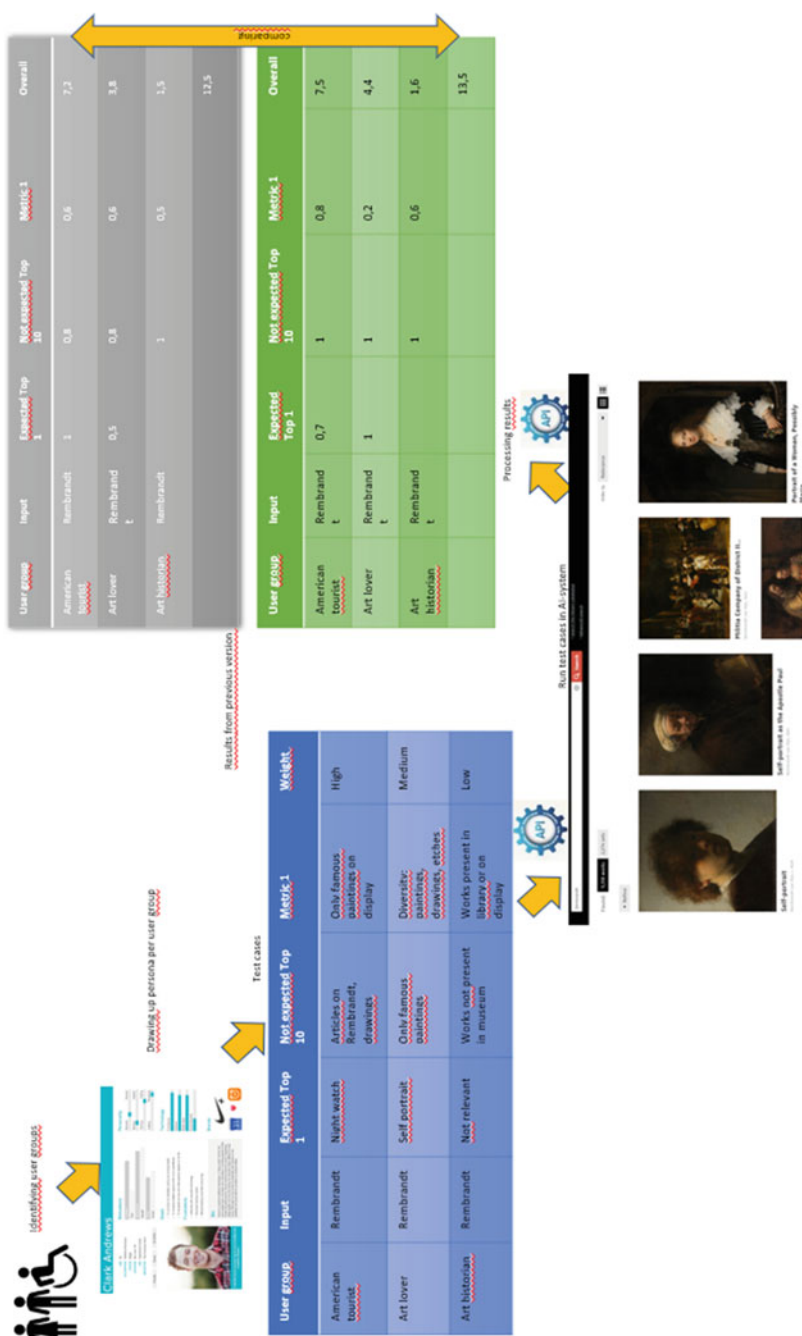 Identifying user groups
Clark Andrews
Drawing up persona per user group
Test cases
User group Input Expected Top 1 Not expected Top 10 Metric 1 Weight
American tourist Rembrandt Night watch Articles on Rembrandt, drawings Only famous paintings on display High
Art lover Rembrandt Self portrait Only famous paintings Diversity: paintings, drawings, etches Medium
Art historian Rembrandt Not relevant Works not present in museum Works present in library or on display Low
API
Run test cases in AI-system
Search
Self-portrait
Self-portrait as the Apostle Paul
Militia Company of District II...
Portrait of a Woman, Possibly
API
Processing results
Results from previous version
User group Input Expected Top 1 Not expected Top 10 Metric 1 Overall
American tourist Rembrandt 1 0,8 0,6 7,2
Art lover Rembrand t 0,5 0,8 0,6 3,8
Art historian Rembrandt 1 0,5 1,5
12,5
comparing
User group Input Expected Top 1 Not expected Top 10 Metric 1 Overall
American tourist Rembrand t 0,7 1 0,8 7,5
Art lover Rembrand t 1 1 0,2 4,4
Art historian Rembrand t 1 0,6 1,6
13,5